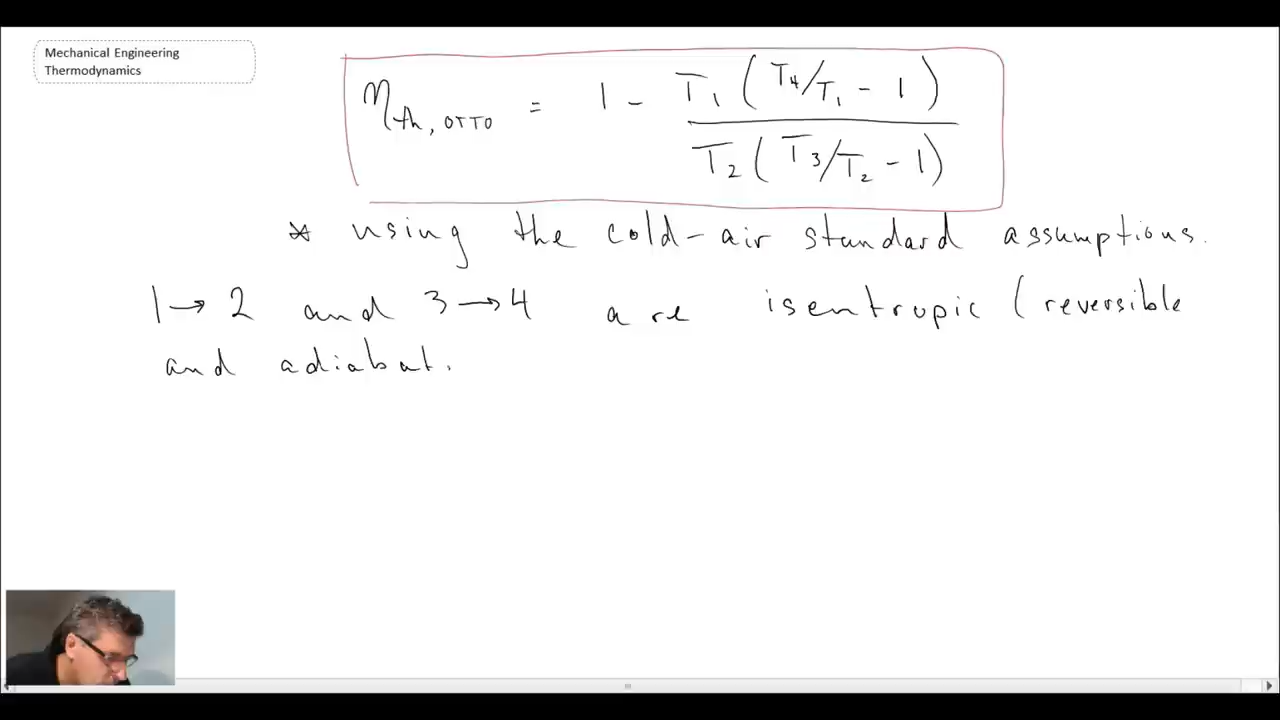 Mechanical Engineering
Thermodynamics
η_th, OTTO = 1 - T₁(T₄/T₁ - 1) / T₂(T₃/T₂ - 1)
* using the cold-air standard assumptions.
1→2 and 3→4 are isentropic (reversible
and adiabat.